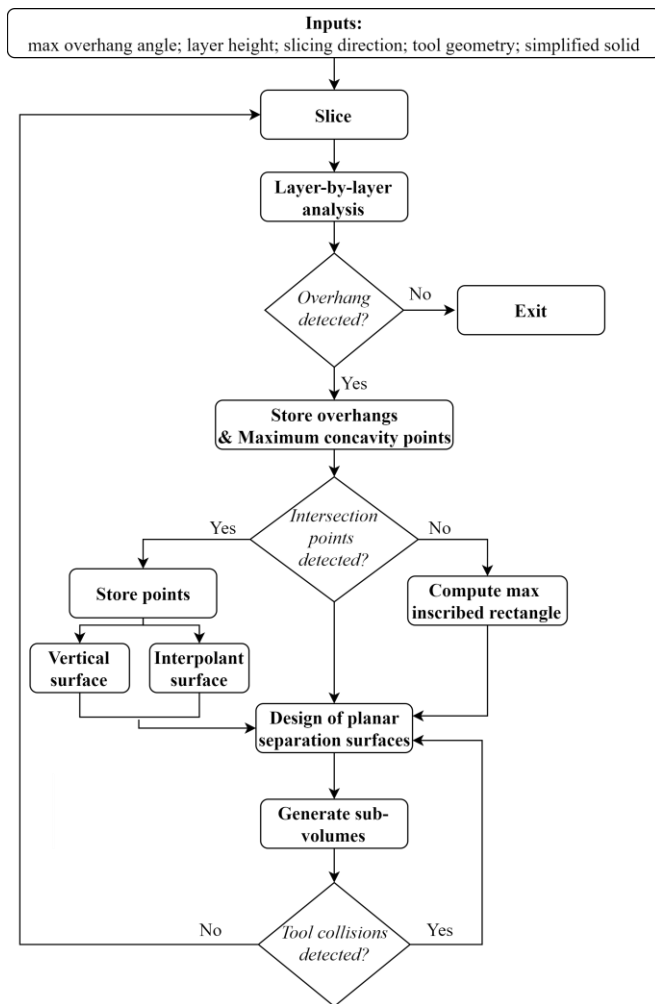 Inputs:
max overhang angle; layer height; slicing direction; tool geometry; simplified solid
Slice
Layer-by-layer
analysis
Overhang
detected?
No
Exit
Yes
Store overhangs
& Maximum concavity points
Yes
Intersection
points
detected?
No
Store points
Compute max
inscribed rectangle
Vertical
surface
Interpolant
surface
Design of planar
separation surfaces
Generate sub-
volumes
No
Tool collisions
detected?
Yes